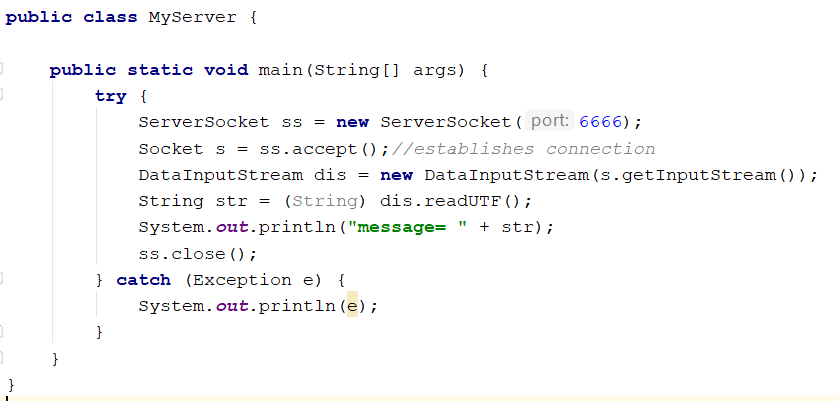 public class MyServer {
public static void main(String[] args) {
try {
ServerSocket ss = new ServerSocket( port: 6666);
Socket s = ss.accept();//establishes connection
DataInputStream dis = new DataInputStream(s.getInputStream());
String str = (String) dis.readUTF();
System.out.println("message= " + str);
ss.close();
} catch (Exception e) {
System.out.println(e);
}
}
}